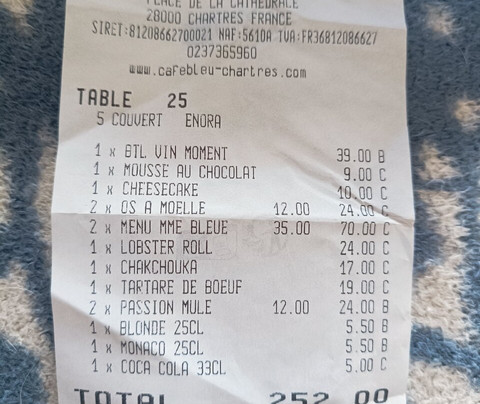 PLACE DE LA CATHEDRALE
28000 CHARTRES FRANCE
SIRET:81208662700021 NAF:5610A TVA:FR36812086627
0237365960
www.cafebleu-chartres.com
TABLE 25
5 COUVERT ENORA
1 x BTL VIN MOMENT 39.00 B
1 x MOUSSE AU CHOCOLAT 9.00 C
1 x CHEESECAKE 10.00 C
2 x OS A MOELLE 12.00 24.00 C
2 x MENU MME BLEUE 35.00 70.00 C
1 x LOBSTER ROLL 24.00 C
1 x CHAKCHOUKA 17.00 C
1 x TARTARE DE BOEUF 19.00 C
2 x PASSION MULE 12.00 24.00 B
1 x BLONDE 25CL 5.50 B
1 x MONACO 25CL 5.50 B
1 x COCA COLA 33CL 5.00 C
TOTAL 252.00